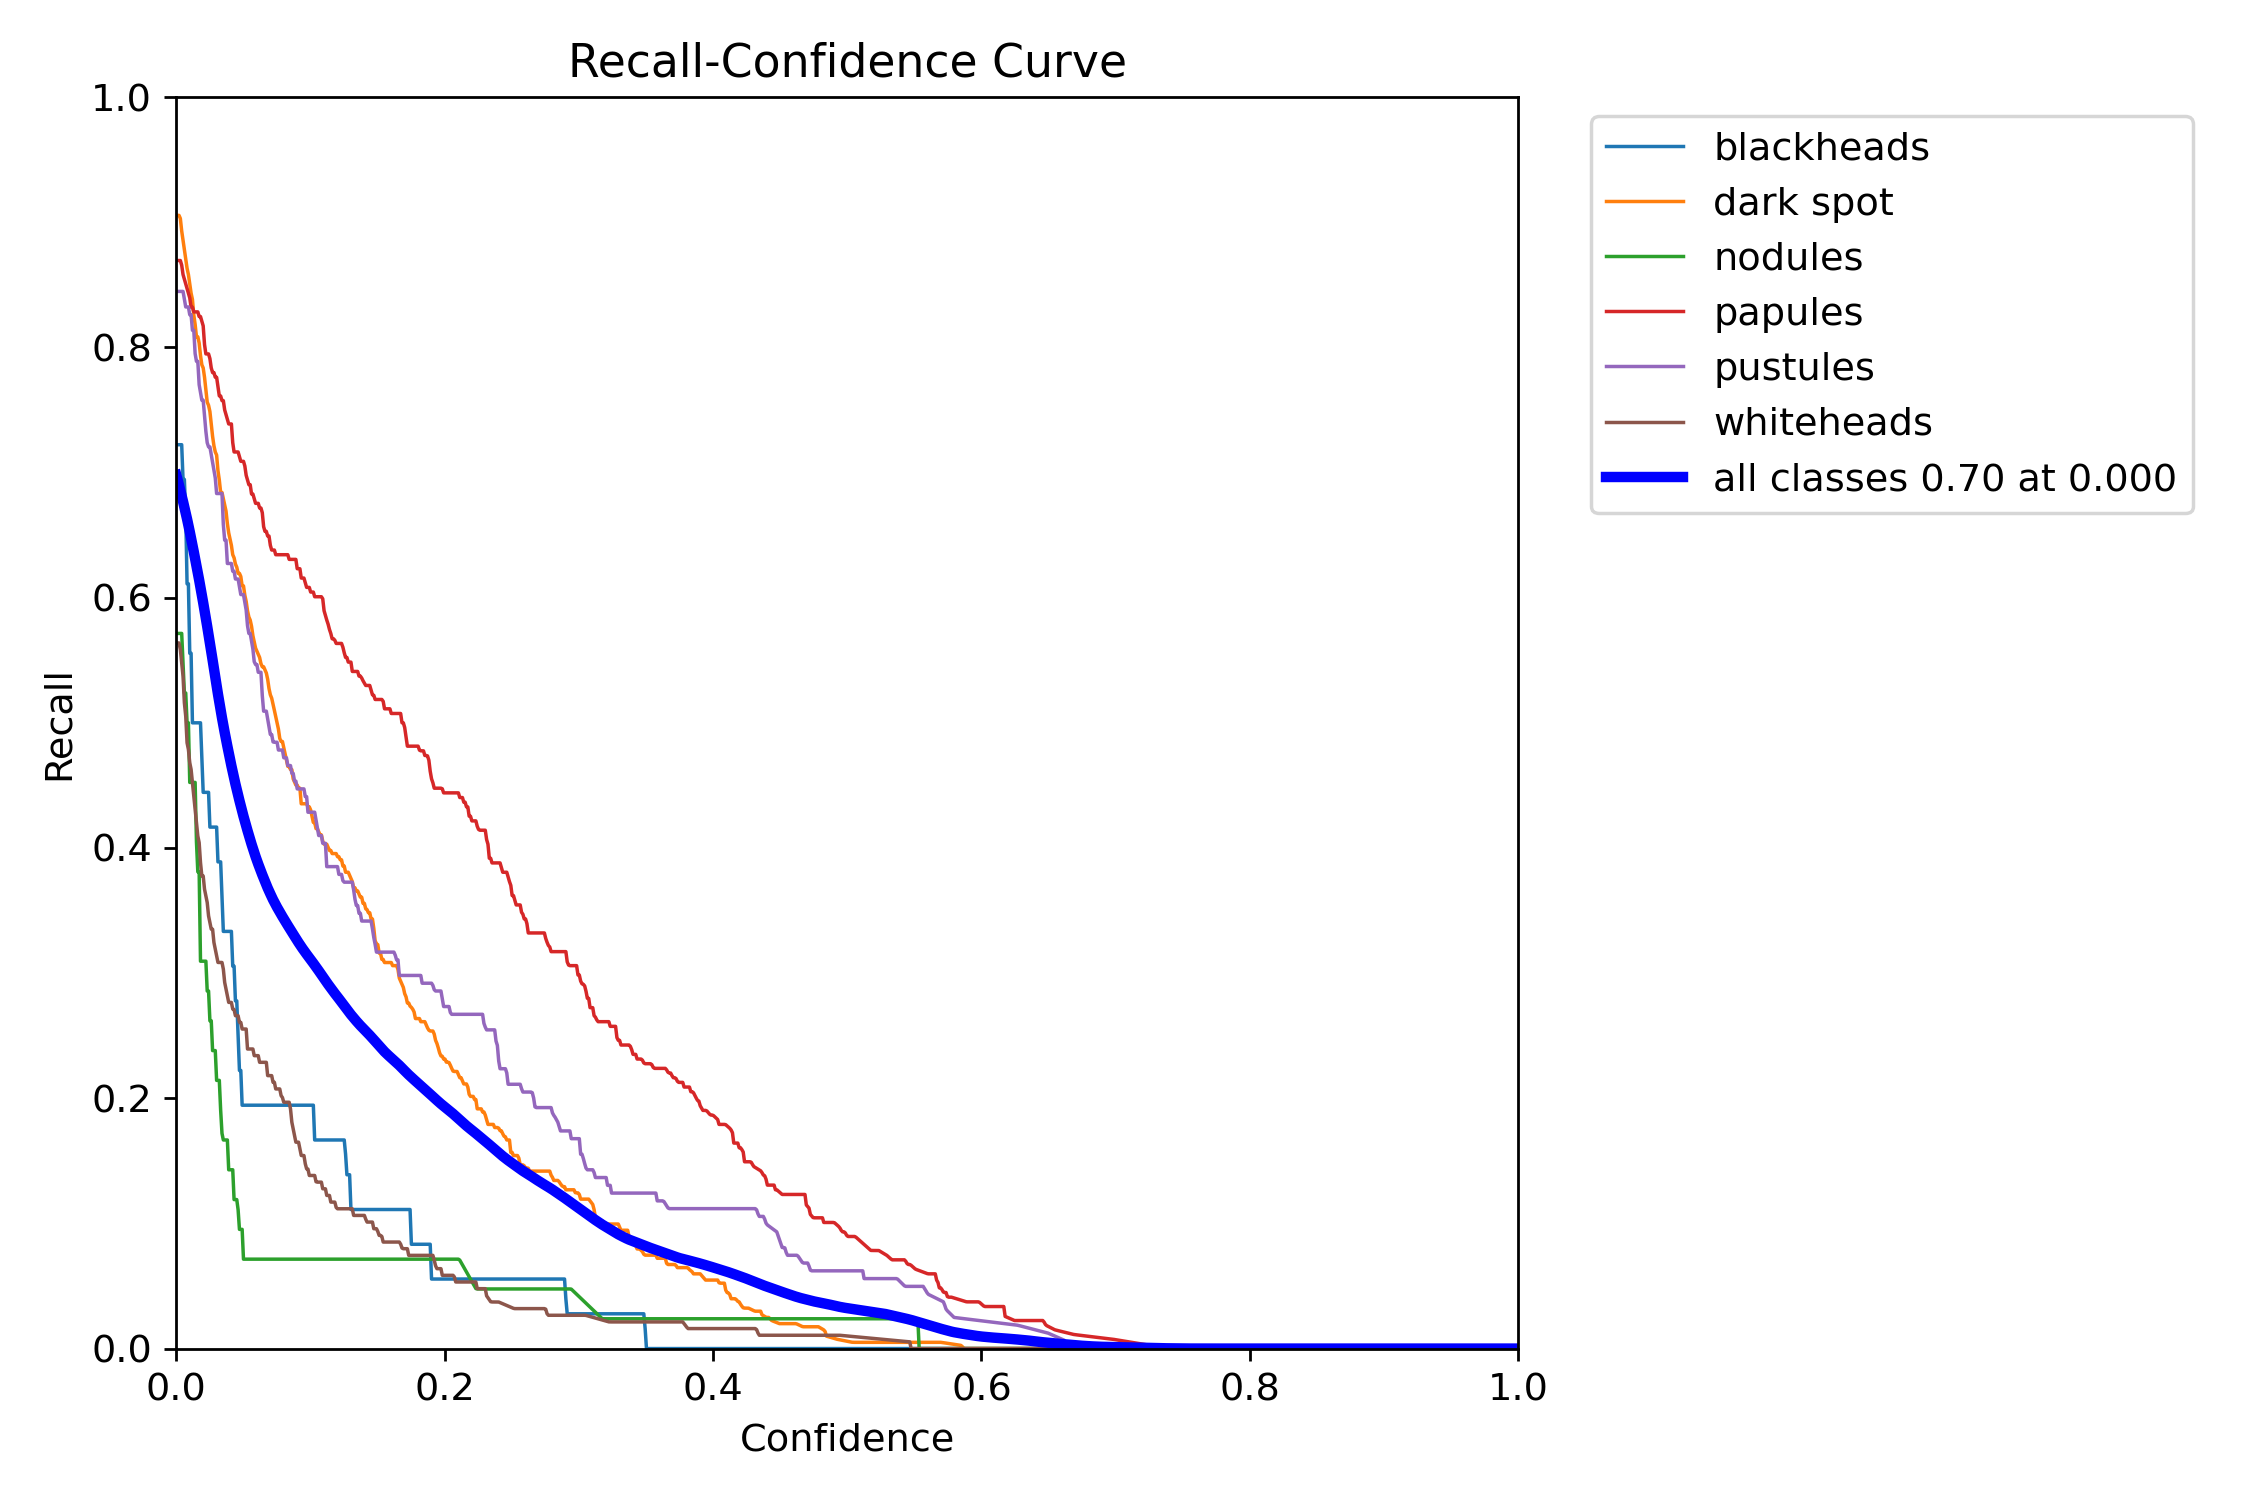 Recall-Confidence Curve
1.0
0.8
0.6
0.4
0.2
0.0
Recall
0.0 0.2 0.4 0.6 0.8 1.0
Confidence
blackheads
dark spot
nodules
papules
pustules
whiteheads
all classes 0.70 at 0.000